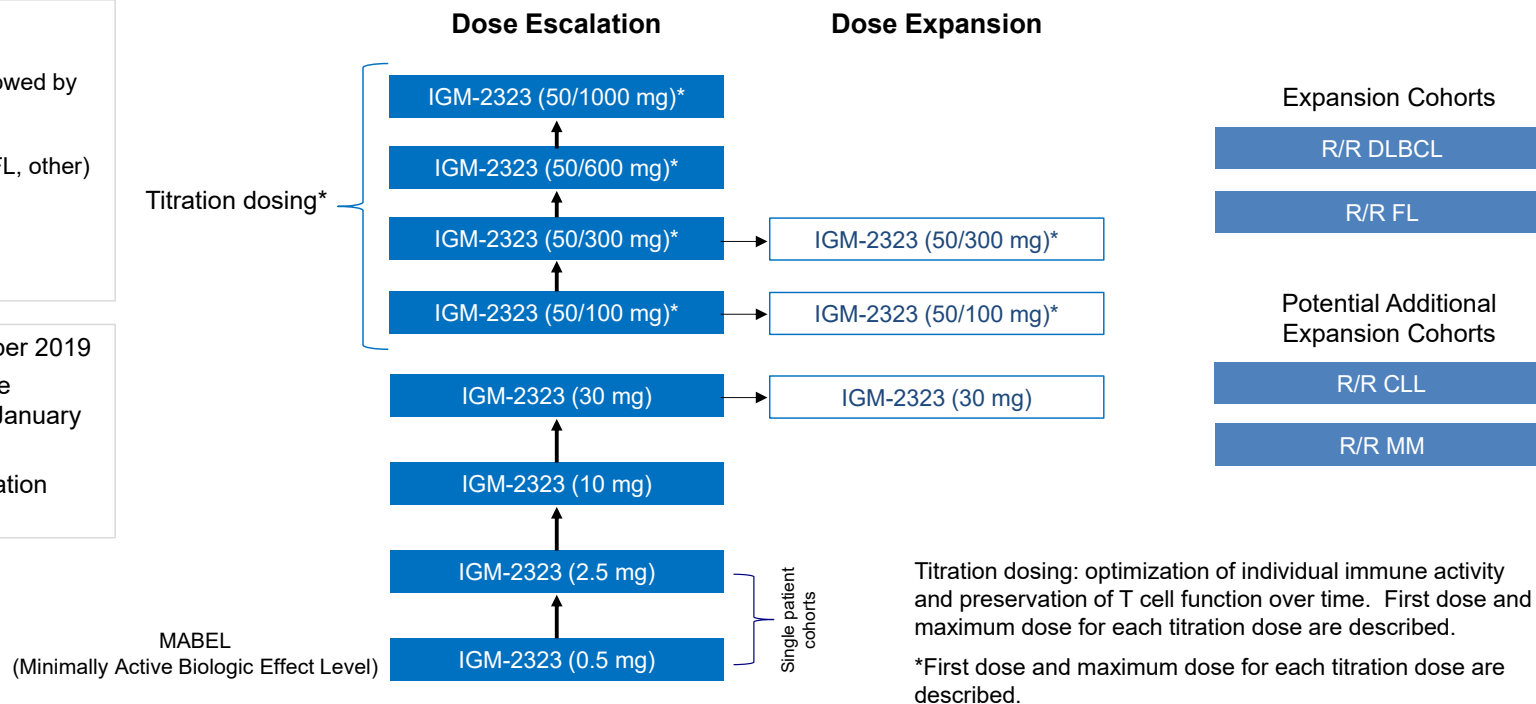 Dose Escalation
Dose Expansion
owed by
FL, other)
ber 2019
e
January
ation
Titration dosing*
IGM-2323 (50/1000 mg)*
IGM-2323 (50/600 mg)*
IGM-2323 (50/300 mg)*
IGM-2323 (50/300 mg)*
IGM-2323 (50/100 mg)*
IGM-2323 (50/100 mg)*
IGM-2323 (30 mg)
IGM-2323 (30 mg)
IGM-2323 (10 mg)
IGM-2323 (2.5 mg)
IGM-2323 (0.5 mg)
MABEL
(Minimally Active Biologic Effect Level)
Single patient
cohorts
Expansion Cohorts
R/R DLBCL
R/R FL
Potential Additional
Expansion Cohorts
R/R CLL
R/R MM
Titration dosing: optimization of individual immune activity
and preservation of T cell function over time.  First dose and
maximum dose for each titration dose are described.
*First dose and maximum dose for each titration dose are
described.